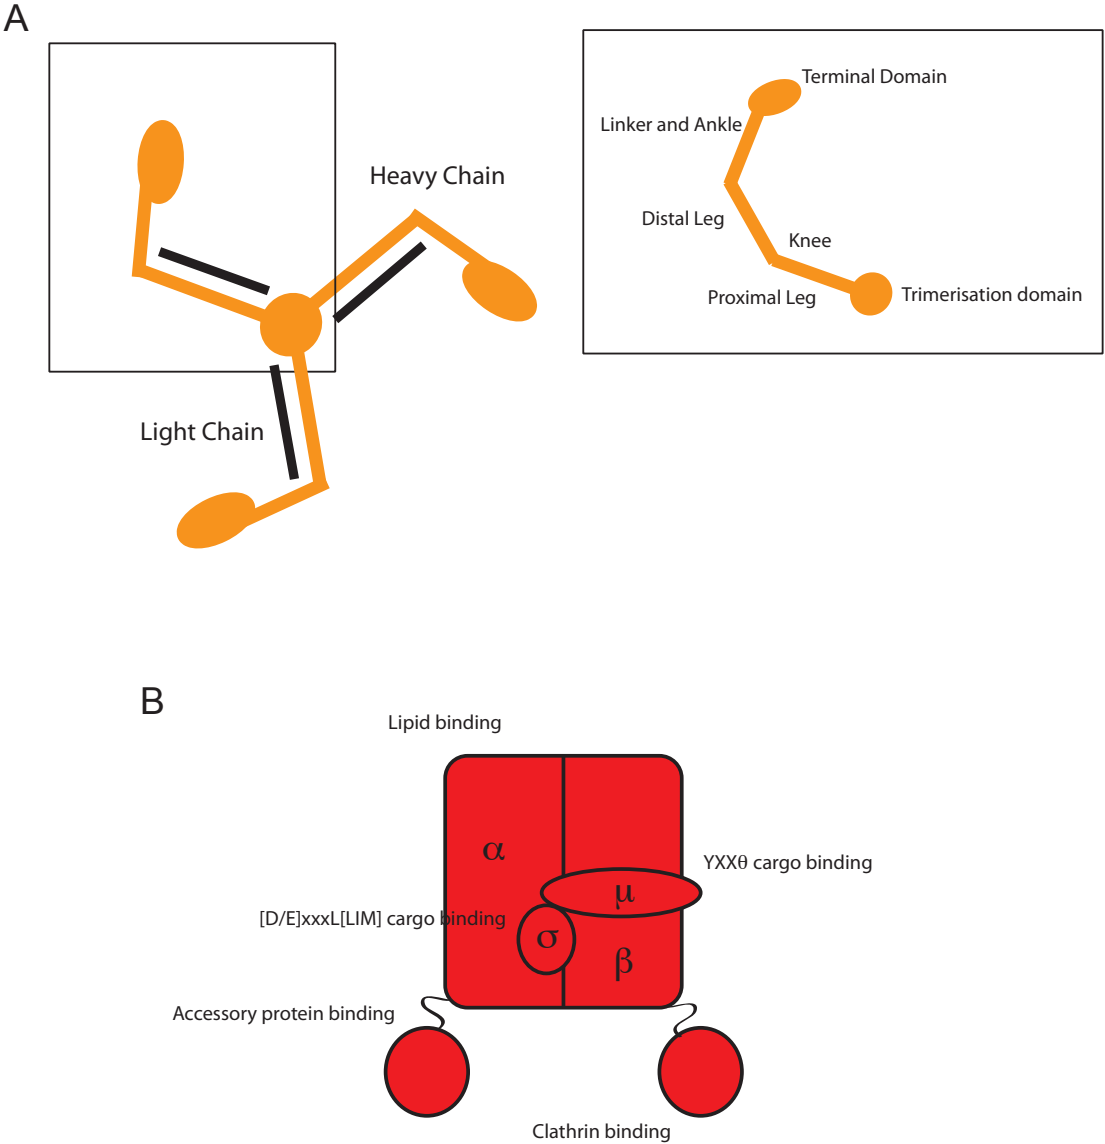 A
Heavy Chain
Light Chain
Terminal Domain
Linker and Ankle
Distal Leg
Knee
Proximal Leg
Trimerisation domain
B
Lipid binding
α
YXXθ cargo binding
μ
[D/E]xxxL[LIM] cargo binding
σ
β
Accessory protein binding
Clathrin binding